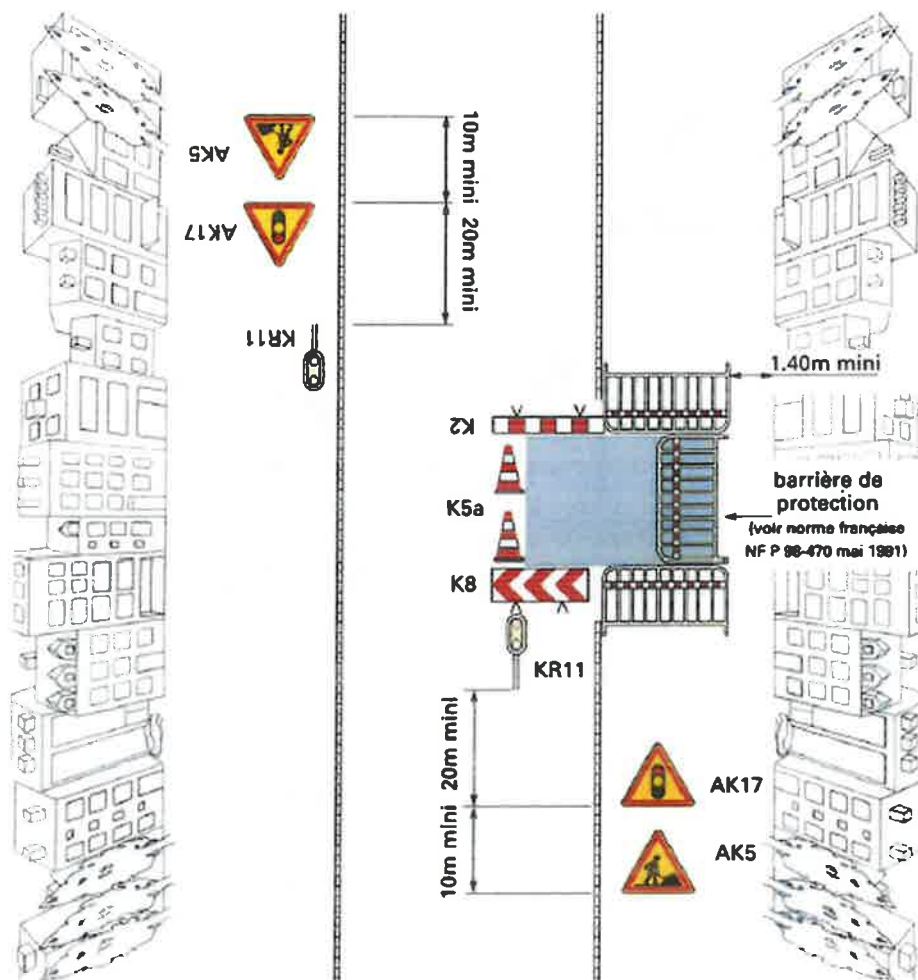 AK5
10m mini
AK17
20m mini
KR11
1.40m mini
K2
barrière de
protection
(voir norme française
NF P 98-470 mai 1991)
K5a
K8
KR11
20m mini
AK17
10m mini
AK5